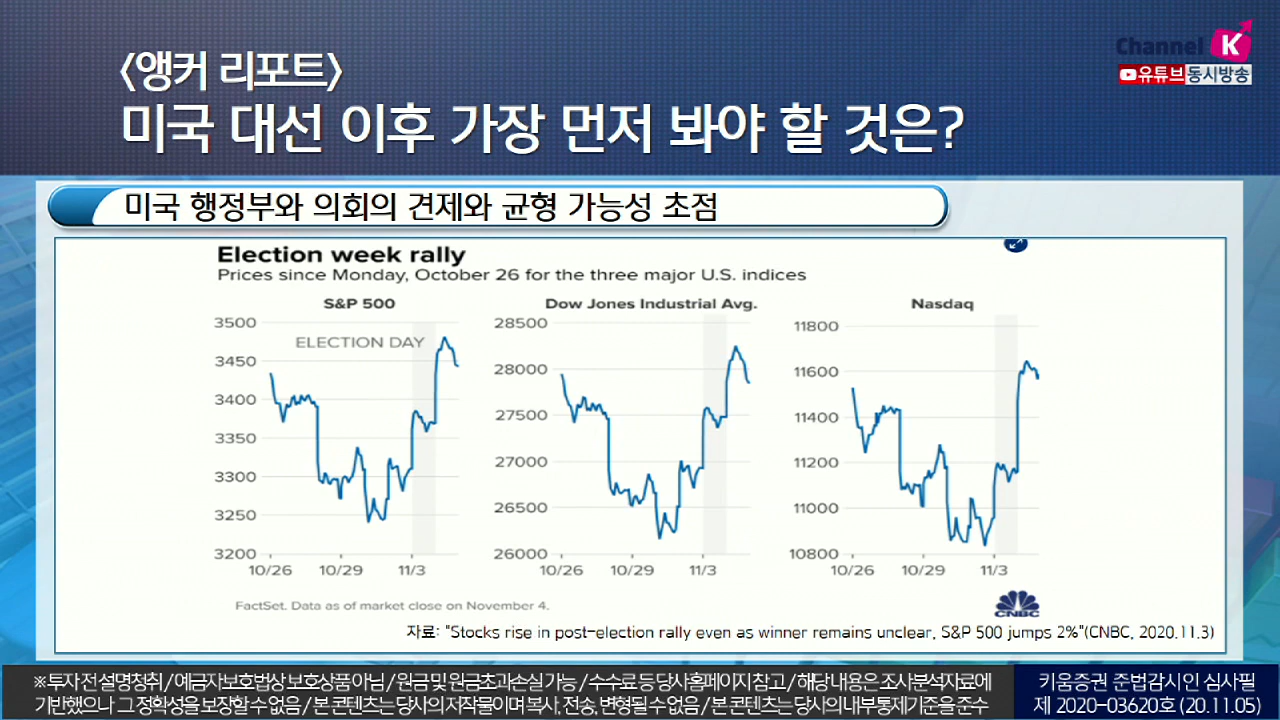 <앵커 리포트>
Channel K
유튜브동시방송
미국 대선 이후 가장 먼저 봐야 할 것은?
미국 행정부와 의회의 견제와 균형 가능성 초점
Election week rally
Prices since Monday, October 26 for the three major U.S. indices
S&P 500
3500
3450
3400
3350
3300
3250
3200
ELECTION DAY
10/26 10/29 11/3
Dow Jones Industrial Avg.
28500
28000
27500
27000
26500
26000
10/26 10/29 11/3
Nasdaq
11800
11600
11400
11200
11000
10800
10/26 10/29 11/3
FactSet. Data as of market close on November 4.
CNBC
자료: "Stocks rise in post-election rally even as winner remains unclear, S&P 500 jumps 2%"(CNBC, 2020.11.3)
※투자 전 설명청취 / 예금자보호법상 보호상품 아님 / 원금 및 원금초과손실 가능 / 수수료 등 당사홈페이지 참고 / 해당 내용은 조사분석자료에
기반했으나 그 정확성을 보장할 수 없음 / 본 콘텐츠는 당사의 저작물이며 복사, 전송, 변형될 수 없음 / 본 콘텐츠는 당사의 내부통제기준을 준수
키움증권 준법감시인 심사필
제 2020-03620호 (20.11.05)